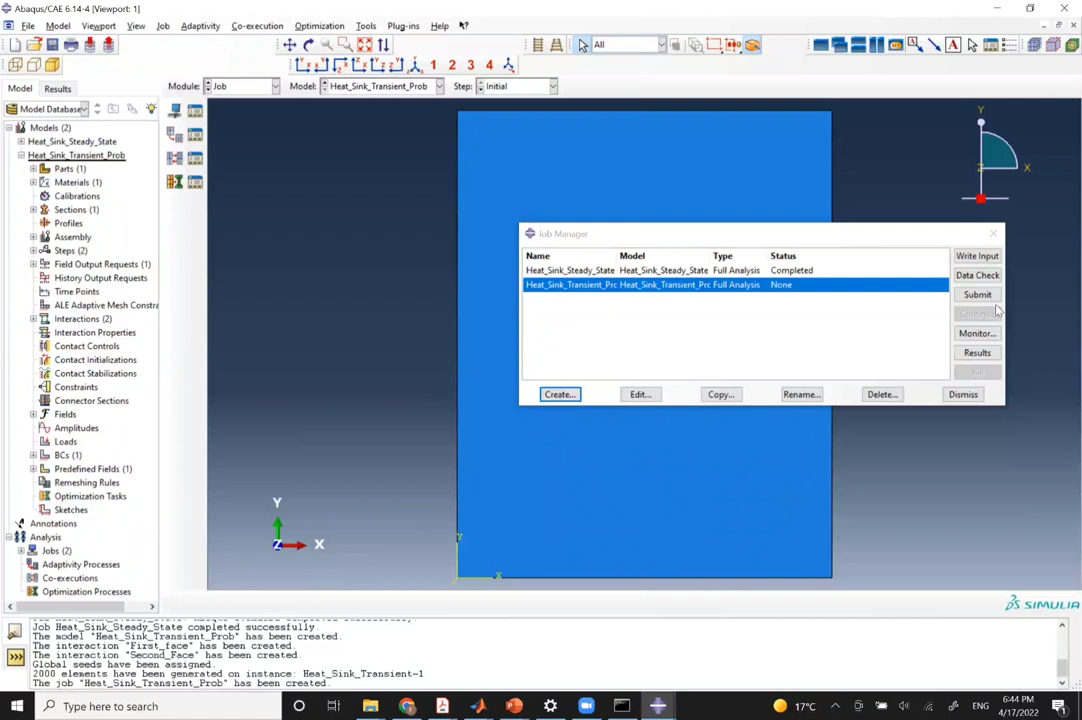 Abaqus/CAE 6.14-4 [Viewport: 1]
File Model Viewport View Job Adaptivity Co-execution Optimization Tools Plug-ins Help
All
1 2 3 4
Model Results
Module: Job Model: Heat_Sink_Transient_Prob Step: Initial
Model Database
Models (2)
Heat_Sink_Steady_State
Heat_Sink_Transient_Prob
Parts (1)
Materials (1)
Calibrations
Sections (1)
Profiles
Assembly
Steps (2)
Field Output Requests (1)
History Output Requests
Time Points
ALE Adaptive Mesh Constra
Interactions (2)
Interaction Properties
Contact Controls
Contact Initializations
Contact Stabilizations
Constraints
Connector Sections
Fields
Amplitudes
Loads
BCs (1)
Predefined Fields (1)
Remeshing Rules
Optimization Tasks
Sketches
Annotations
Analysis
Jobs (2)
Adaptivity Processes
Co-executions
Optimization Processes
Y
X
Z
Job Manager
Name Model Type Status
Heat_Sink_Steady_State Heat_Sink_Steady_State Full Analysis Completed
Heat_Sink_Transient_Prc Heat_Sink_Transient_Prc Full Analysis None
Write Input
Data Check
Submit
Continue
Monitor...
Results
Kill
Create... Edit... Copy... Rename... Delete... Dismiss
Y
X
Y
X
Z
SIMULIA
Job Heat_Sink_Steady_State completed successfully.
The model "Heat_Sink_Transient_Prob" has been created.
The interaction "First_face" has been created.
The interaction "Second_Face" has been created.
Global seeds have been assigned.
2000 elements have been generated on instance: Heat_Sink_Transient-1
The job "Heat_Sink_Transient_Prob" has been created.
Type here to search
17°C
ENG
6:44 PM
4/17/2022